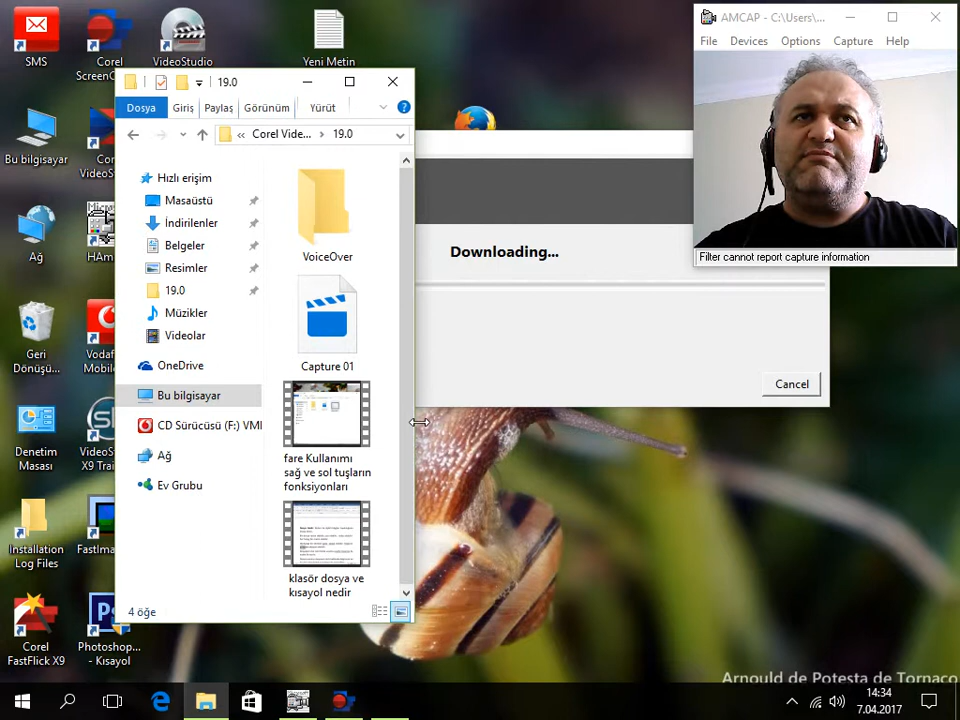 SMS
Corel
ScreenC
VideoStudio
Yeni Metin
Bu bilgisayar
Cor
VideoS
Ağ
HAm
Geri
Dönüşü...
Vodaf
Mobile
Denetim
Masası
VideoS
X9 Trai
Installation
Log Files
FastIma
Corel
FastFlick X9
Photoshop...
- Kısayol
19.0
Dosya
Giriş
Paylaş
Görünüm
Yürüt
« Corel Vide... › 19.0
Hızlı erişim
Masaüstü
İndirilenler
Belgeler
Resimler
19.0
Müzikler
Videolar
OneDrive
Bu bilgisayar
CD Sürücüsü (F:) VMI
Ağ
Ev Grubu
VoiceOver
Capture 01
fare Kullanımı
sağ ve sol tuşların
fonksiyonları
klasör dosya ve
kısayol nedir
4 öğe
Downloading...
Cancel
AMCAP - C:\Users\...
File Devices Options Capture Help
Filter cannot report capture information
Arnould de Potesta de Tornaco
14:34
7.04.2017